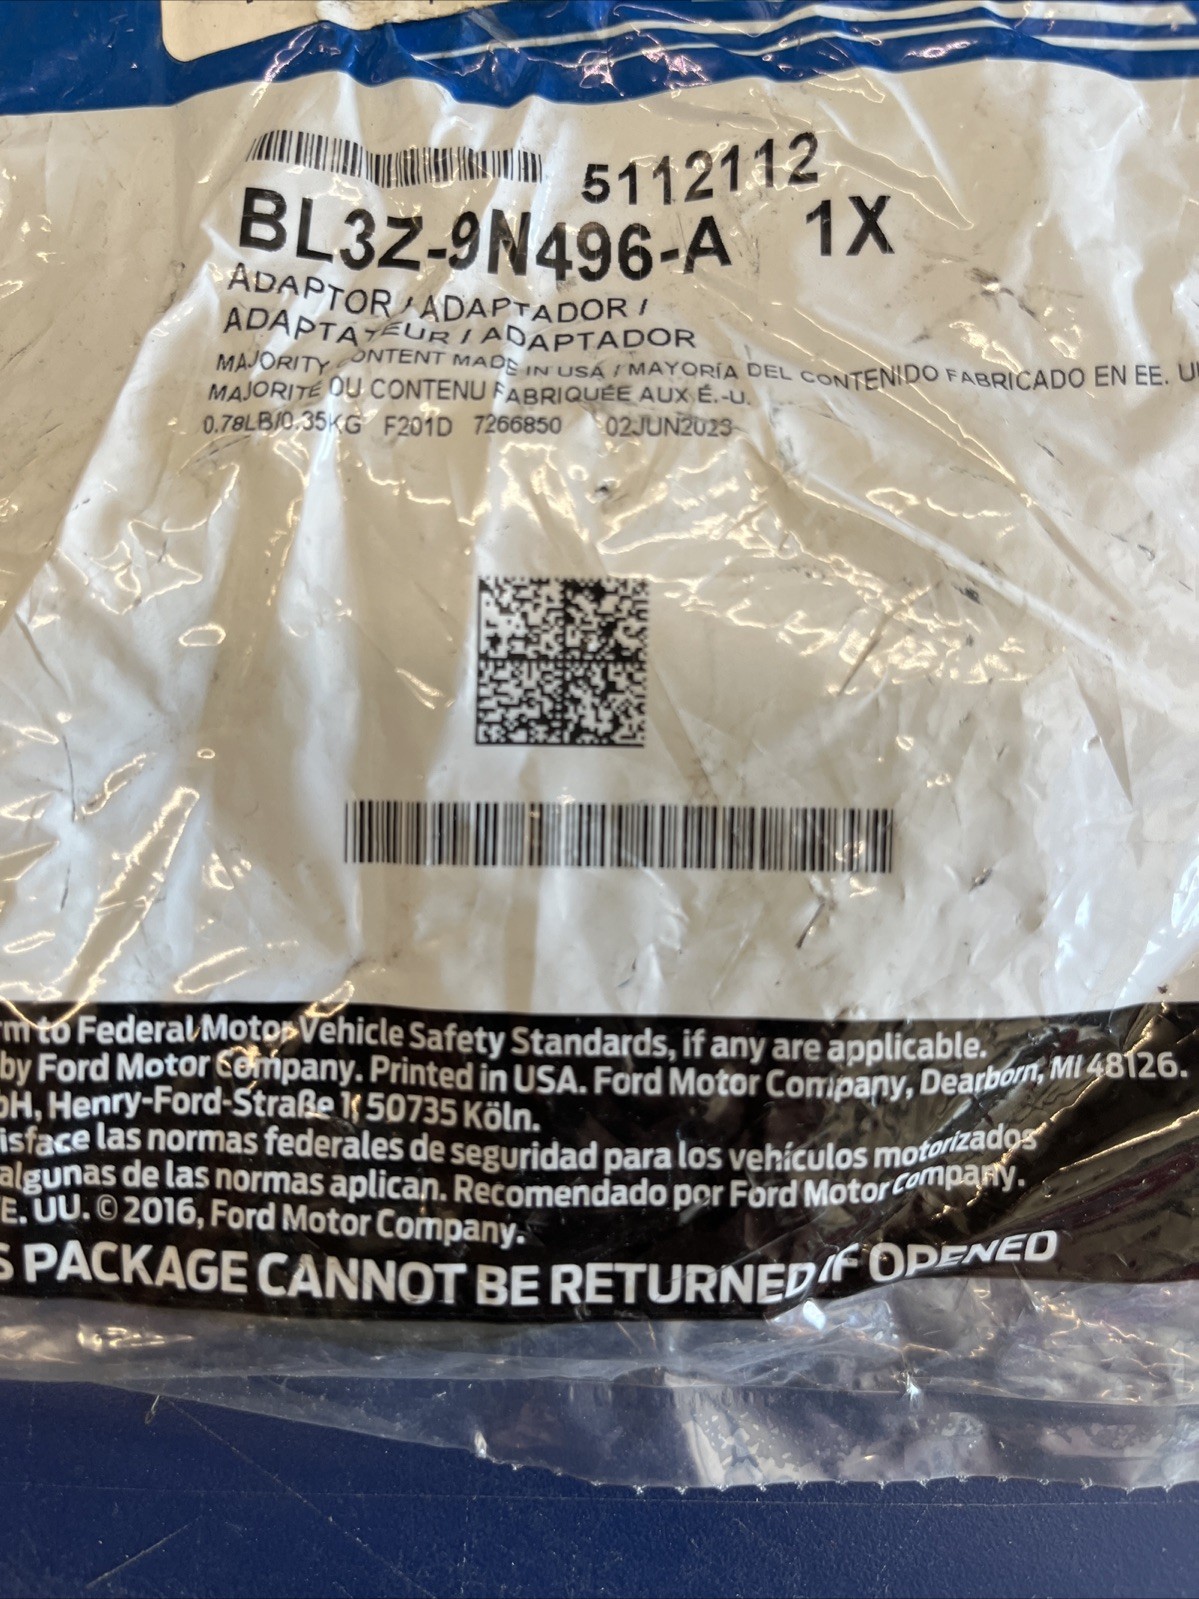 5112112
BL3Z-9N496-A 1X
ADAPTOR / ADAPTADOR /
ADAPTATEUR / ADAPTADOR
MAJORITY CONTENT MADE IN USA / MAYORÍA DEL CONTENIDO FABRICADO EN EE. U
MAJORITÉ OU CONTENU FABRIQUÉE AUX É.-U.
0.78LB/0.35KG F201D 7266850 02JUN2023
rm to Federal Motor Vehicle Safety Standards, if any are applicable.
by Ford Motor Company. Printed in USA. Ford Motor Company, Dearborn, MI 48126.
bH, Henry-Ford-Straße 1, 50735 Köln.
isface las normas federales de seguridad para los vehículos motorizados
algunas de las normas aplican. Recomendado por Ford Motor Company.
E. UU. © 2016, Ford Motor Company.
S PACKAGE CANNOT BE RETURNED IF OPENED